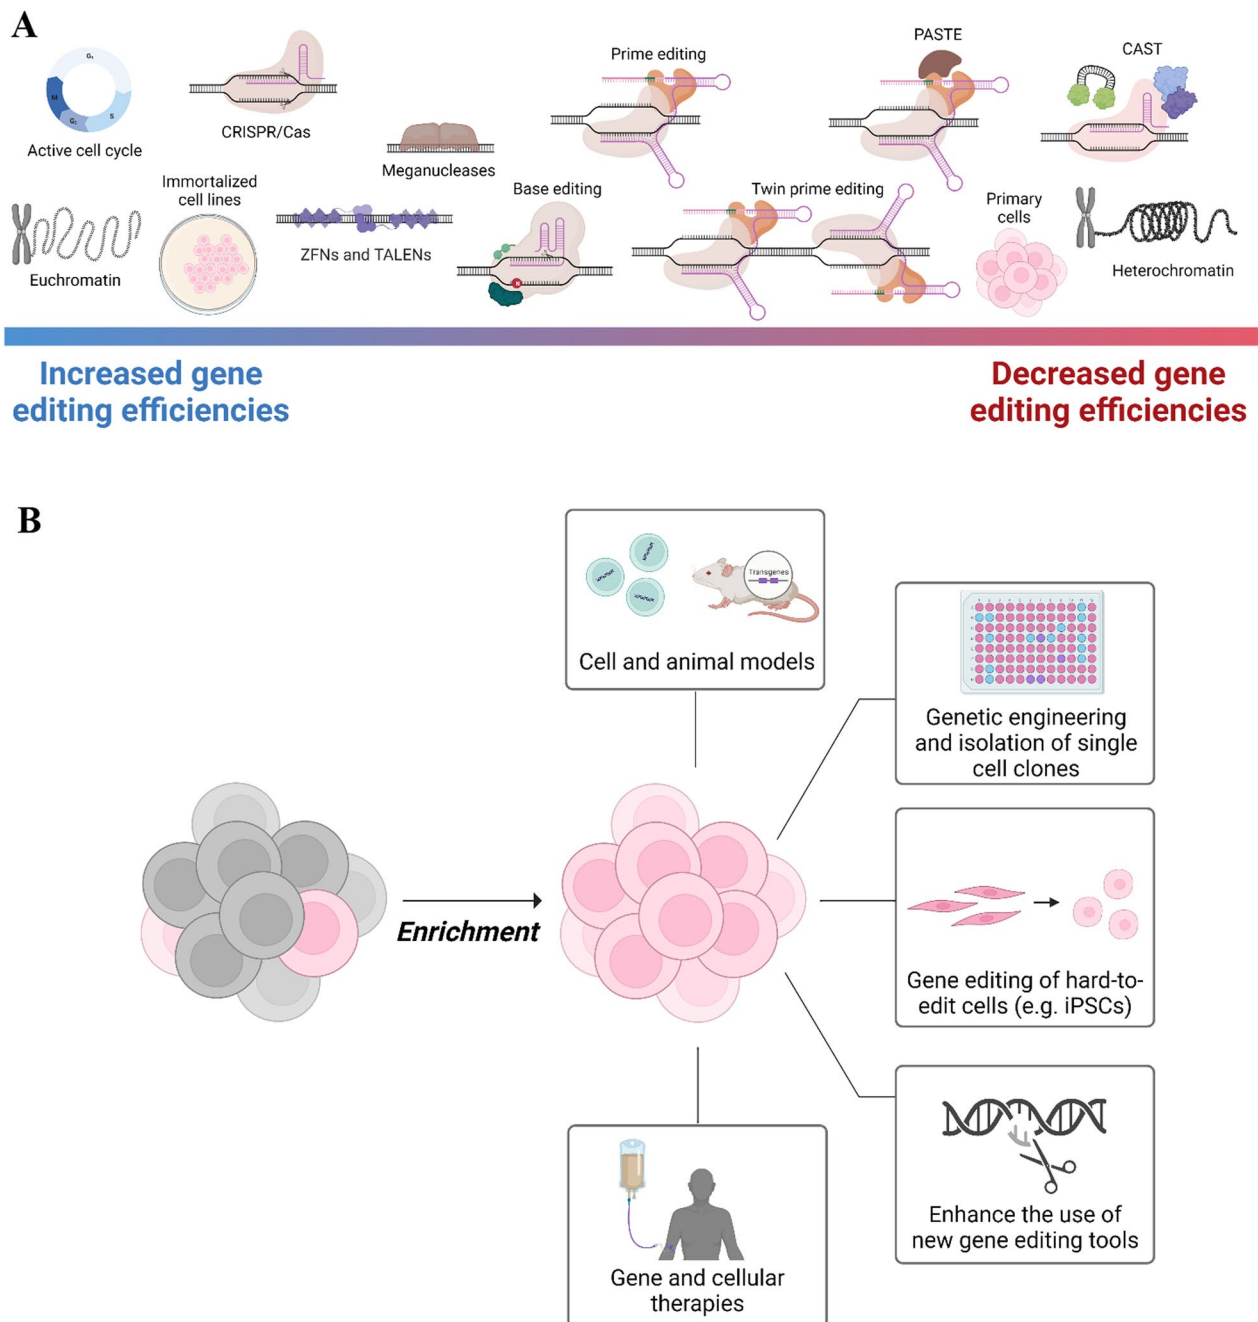 A
G₁
M
S
G₂
Active cell cycle
CRISPR/Cas
Meganucleases
Prime editing
PASTE
CAST
Euchromatin
Immortalized
cell lines
ZFNs and TALENs
Base editing
N
Twin prime editing
Primary
cells
Heterochromatin
Increased gene
editing efficiencies
Decreased gene
editing efficiencies
B
Transgenes
Cell and animal models
Genetic engineering
and isolation of single
cell clones
Enrichment
Gene editing of hard-to-
edit cells (e.g. iPSCs)
Enhance the use of
new gene editing tools
Gene and cellular
therapies